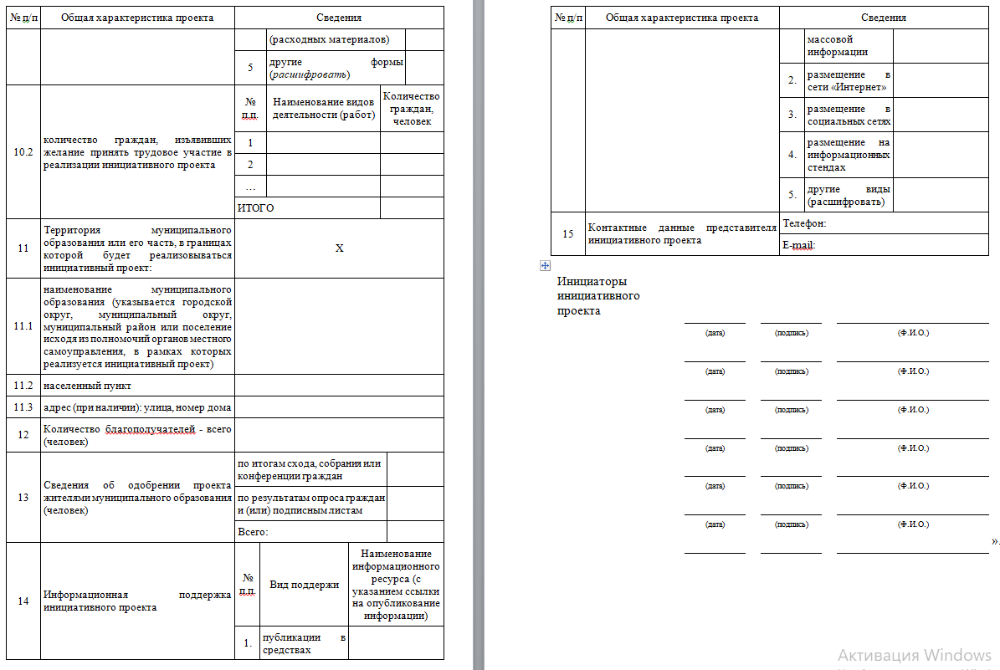 № п/п Общая характеристика проекта Сведения
(расходных материалов)
5 другие формы
(расшифровать)
10.2 количество граждан, изъявивших
желание принять трудовое участие в
реализации инициативного проекта
№ п.п. Наименование видов
деятельности (работ)
Количество
граждан,
человек
1
2
…
ИТОГО
11 Территория муниципального
образования или его часть, в границах
которой будет реализовываться
инициативный проект:
Х
11.1 наименование муниципального
образования (указывается городской
округ, муниципальный округ,
муниципальный район или поселение
исходя из полномочий органов местного
самоуправления, в рамках которых
реализуется инициативный проект)
11.2 населенный пункт
11.3 адрес (при наличии): улица, номер дома
12 Количество благополучателей - всего
(человек)
13 Сведения об одобрении проекта
жителями муниципального образования
(человек)
по итогам схода, собрания или
конференции граждан
по результатам опроса граждан
и (или) подписным листам
Всего:
14 Информационная поддержка
инициативного проекта
№
п.п.
Вид поддержи
Наименование
информационного
ресурса (с
указанием ссылки
на опубликование
информации)
1. публикации в
средствах
№ п/п Общая характеристика проекта Сведения
массовой
информации
2. размещение в
сети «Интернет»
3. размещение в
социальных сетях
4. размещение на
информационных
стендах
5. другие виды
(расшифровать)
15 Контактные данные представителя
инициативного проекта
Телефон:
E-mail:
Инициаторы
инициативного
проекта
(дата) (подпись) (Ф.И.О.)
(дата) (подпись) (Ф.И.О.)
(дата) (подпись) (Ф.И.О.)
(дата) (подпись) (Ф.И.О.)
(дата) (подпись) (Ф.И.О.)
(дата) (подпись) (Ф.И.О.)
».
Активация Windows